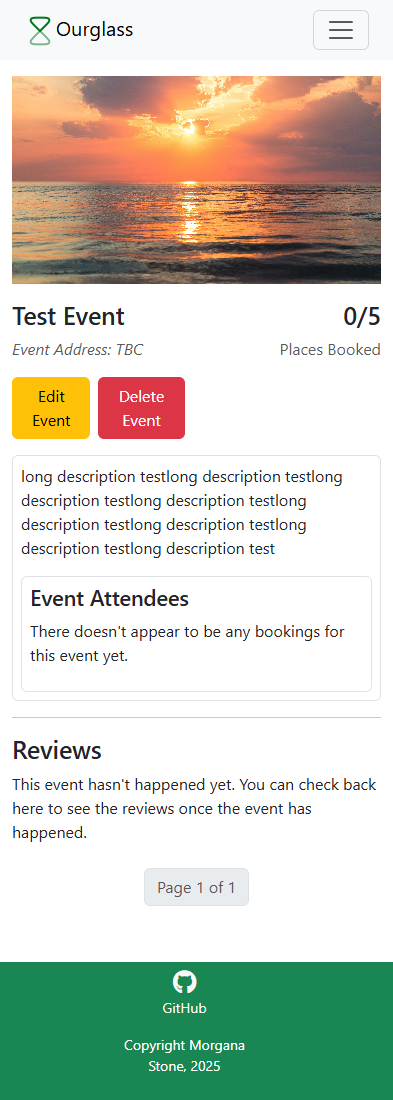 Ourglass
Test Event
0/5
Event Address: TBC
Places Booked
Edit
Event
Delete
Event
long description testlong description testlong
description testlong description testlong
description testlong description testlong
description testlong description test
Event Attendees
There doesn't appear to be any bookings for
this event yet.
Reviews
This event hasn't happened yet. You can check back
here to see the reviews once the event has
happened.
Page 1 of 1
GitHub
Copyright Morgana
Stone, 2025